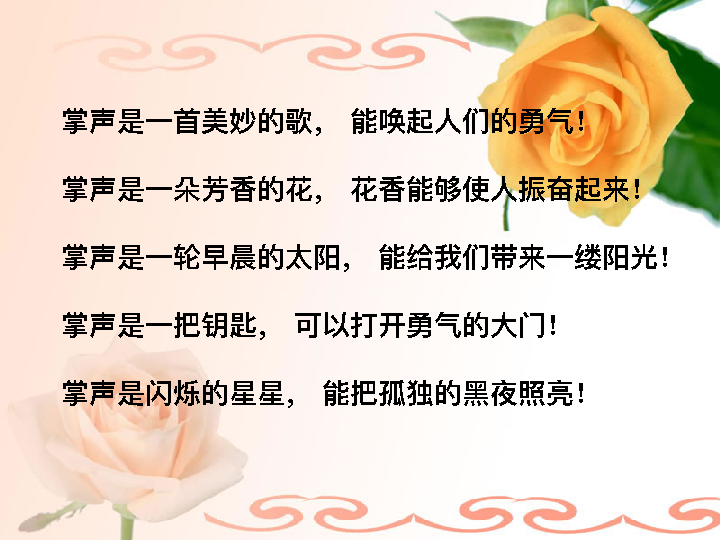 掌声是一首美妙的歌， 能唤起人们的勇气！
掌声是一朵芳香的花， 花香能够使人振奋起来！
掌声是一轮早晨的太阳， 能给我们带来一缕阳光！
掌声是一把钥匙， 可以打开勇气的大门！
掌声是闪烁的星星， 能把孤独的黑夜照亮！